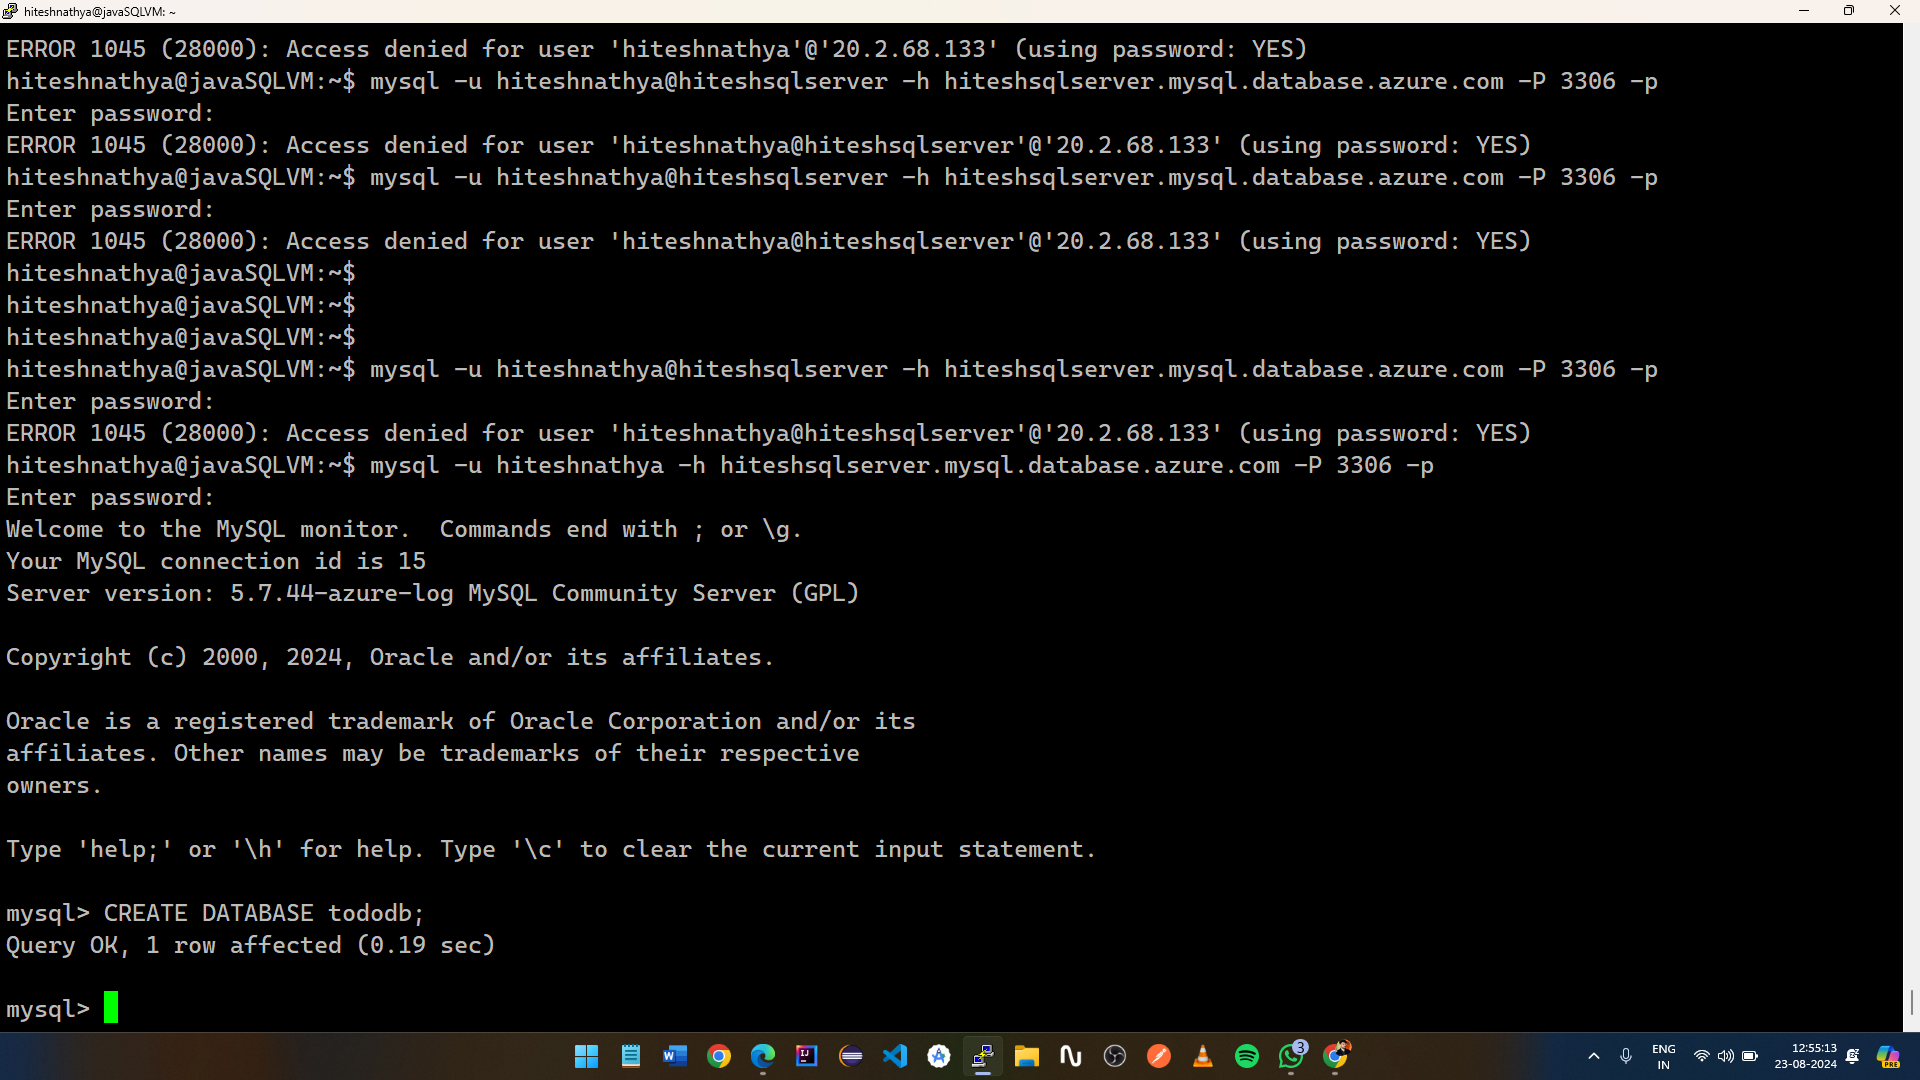 hiteshnathya@javaSQLVM: ~
ERROR 1045 (28000): Access denied for user 'hiteshnathya'@'20.2.68.133' (using password: YES)
hiteshnathya@javaSQLVM:~$ mysql -u hiteshnathya@hiteshsqlserver -h hiteshsqlserver.mysql.database.azure.com -P 3306 -p
Enter password:
ERROR 1045 (28000): Access denied for user 'hiteshnathya@hiteshsqlserver'@'20.2.68.133' (using password: YES)
hiteshnathya@javaSQLVM:~$ mysql -u hiteshnathya@hiteshsqlserver -h hiteshsqlserver.mysql.database.azure.com -P 3306 -p
Enter password:
ERROR 1045 (28000): Access denied for user 'hiteshnathya@hiteshsqlserver'@'20.2.68.133' (using password: YES)
hiteshnathya@javaSQLVM:~$
hiteshnathya@javaSQLVM:~$
hiteshnathya@javaSQLVM:~$
hiteshnathya@javaSQLVM:~$ mysql -u hiteshnathya@hiteshsqlserver -h hiteshsqlserver.mysql.database.azure.com -P 3306 -p
Enter password:
ERROR 1045 (28000): Access denied for user 'hiteshnathya@hiteshsqlserver'@'20.2.68.133' (using password: YES)
hiteshnathya@javaSQLVM:~$ mysql -u hiteshnathya -h hiteshsqlserver.mysql.database.azure.com -P 3306 -p
Enter password:
Welcome to the MySQL monitor.  Commands end with ; or \g.
Your MySQL connection id is 15
Server version: 5.7.44-azure-log MySQL Community Server (GPL)
Copyright (c) 2000, 2024, Oracle and/or its affiliates.
Oracle is a registered trademark of Oracle Corporation and/or its
affiliates. Other names may be trademarks of their respective
owners.
Type 'help;' or '\h' for help. Type '\c' to clear the current input statement.
mysql> CREATE DATABASE tododb;
Query OK, 1 row affected (0.19 sec)
mysql>
3
ENG
IN
12:55:13
23-08-2024
PRE